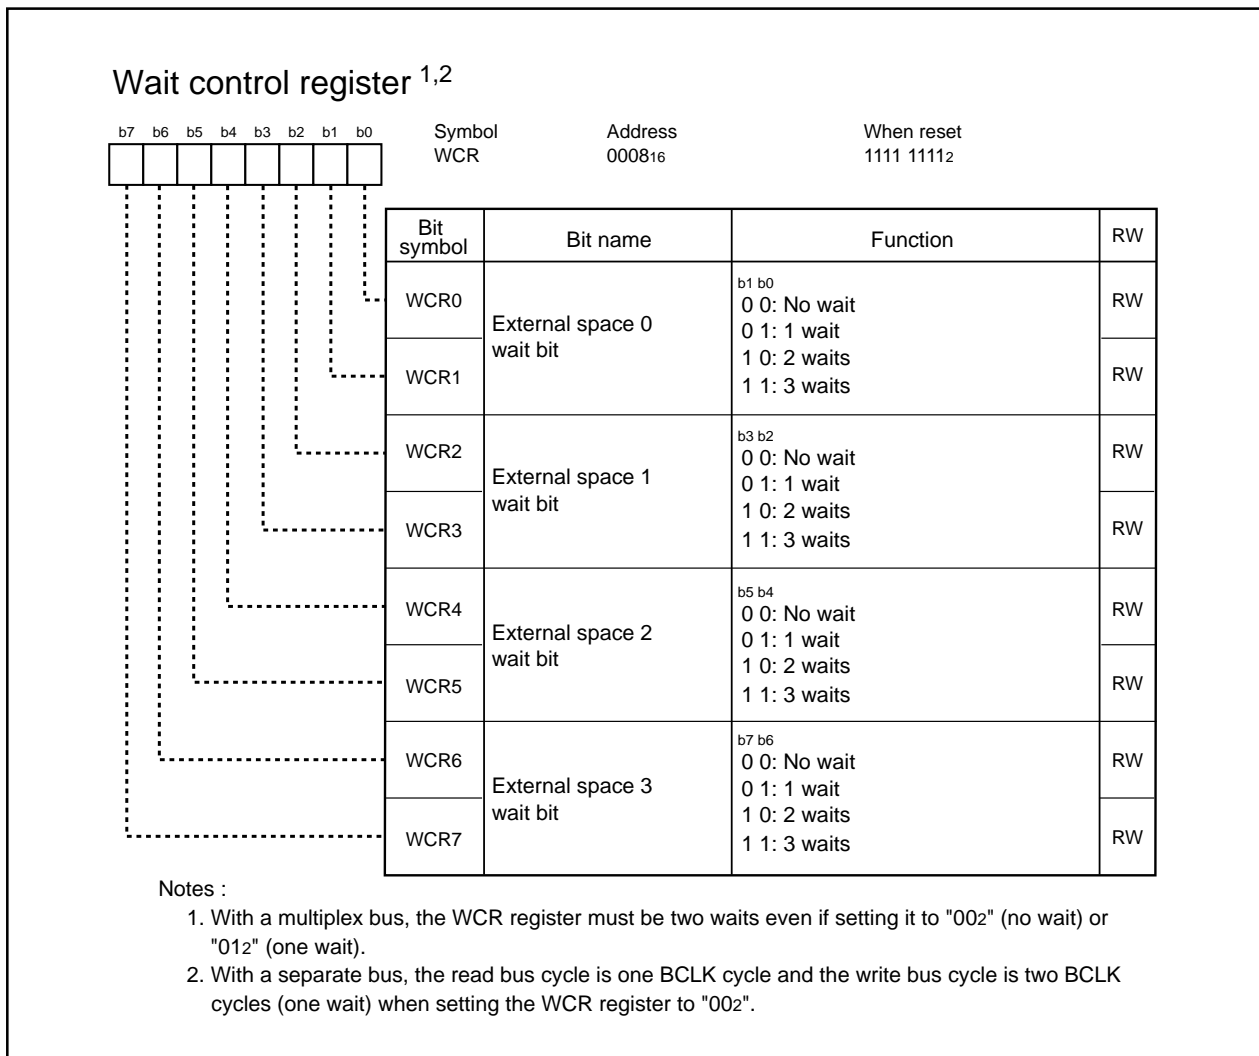 Wait control register 1,2
b7 b6 b5 b4 b3 b2 b1 b0
Symbol Address When reset
WCR 000816 1111 11112
Bit symbol Bit name Function RW
WCR0 RW
External space 0
wait bit
b1 b0
0 0: No wait
0 1: 1 wait
1 0: 2 waits
1 1: 3 waits
WCR1 RW
WCR2 RW
External space 1
wait bit
b3 b2
0 0: No wait
0 1: 1 wait
1 0: 2 waits
1 1: 3 waits
WCR3 RW
WCR4 RW
External space 2
wait bit
b5 b4
0 0: No wait
0 1: 1 wait
1 0: 2 waits
1 1: 3 waits
WCR5 RW
WCR6 RW
External space 3
wait bit
b7 b6
0 0: No wait
0 1: 1 wait
1 0: 2 waits
1 1: 3 waits
WCR7 RW
Notes :
1. With a multiplex bus, the WCR register must be two waits even if setting it to "002" (no wait) or
"012" (one wait).
2. With a separate bus, the read bus cycle is one BCLK cycle and the write bus cycle is two BCLK
cycles (one wait) when setting the WCR register to "002".